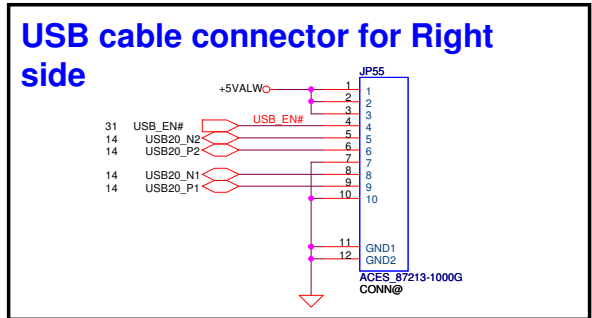 USB cable connector for Right
side
JP55
+5VALW
1 1
2 2
3 3
31 USB_EN# USB_EN# 4 4
14 USB20_N2 5 5
14 USB20_P2 6 6
7 7
14 USB20_N1 8 8
14 USB20_P1 9 9
10 10
11 GND1
12 GND2
ACES_87213-1000G
CONN@